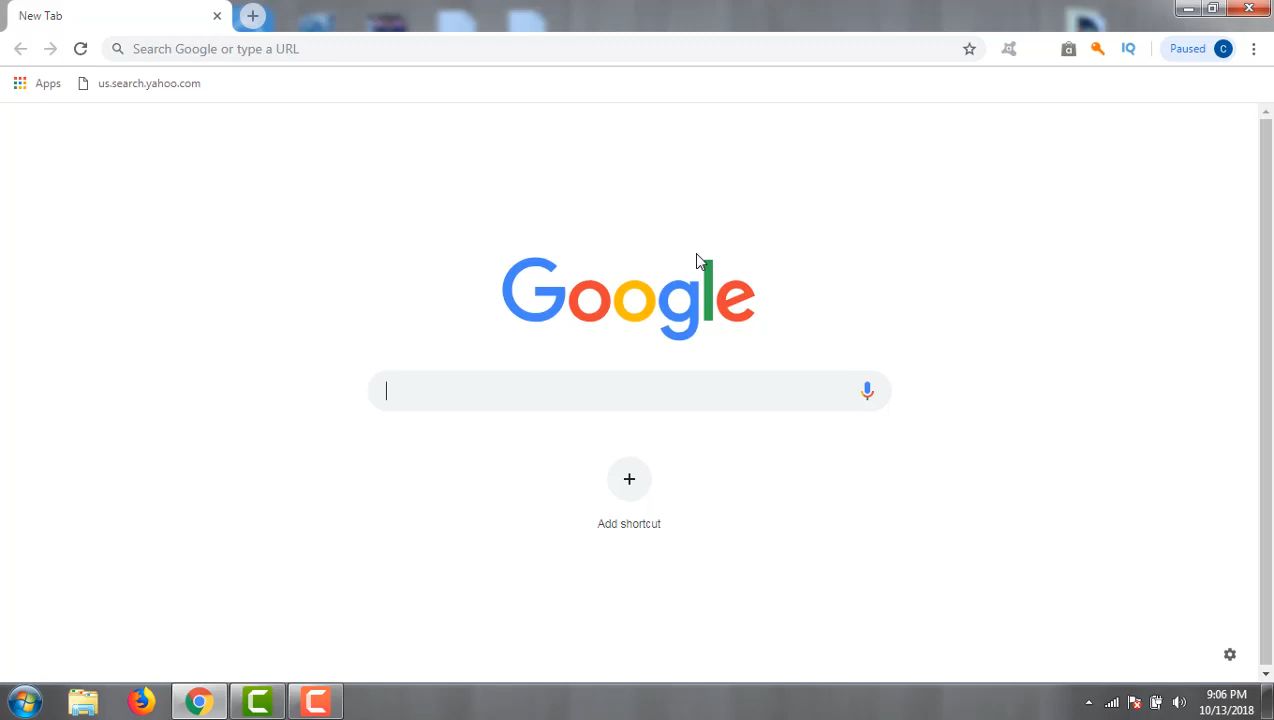 New Tab
Search Google or type a URL
IQ
Paused
C
Apps
us.search.yahoo.com
Google
Add shortcut
9:06 PM
10/13/2018